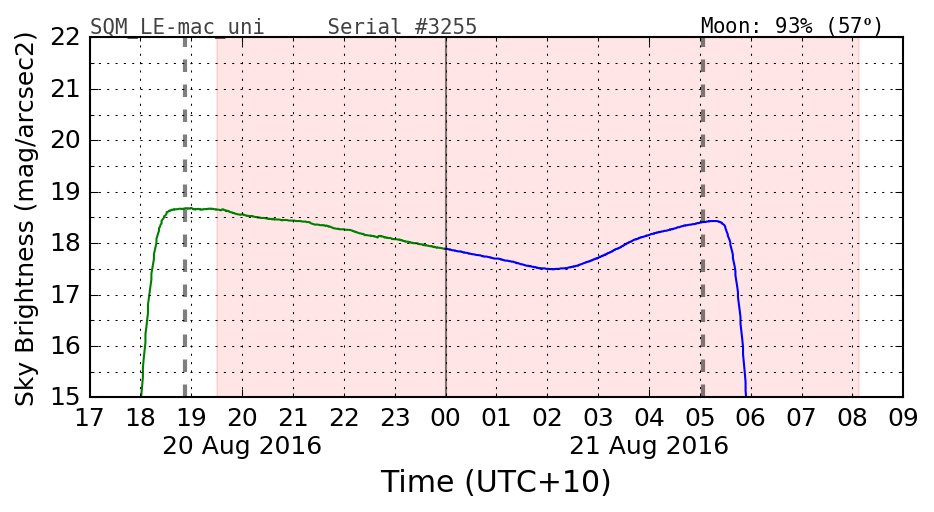 SQM_LE-mac_uni Serial #3255 Moon: 93% (57°)
22
21
20
19
18
17
16
15
Sky Brightness (mag/arcsec2)
17 18 19 20 21 22 23 00 01 02 03 04 05 06 07 08 09
20 Aug 2016 21 Aug 2016
Time (UTC+10)